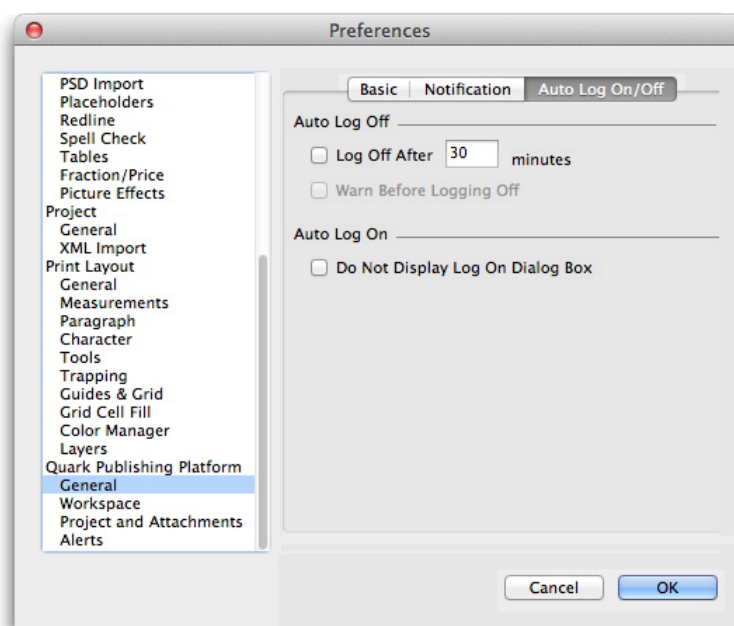 Preferences
PSD Import
Placeholders
Redline
Spell Check
Tables
Fraction/Price
Picture Effects
Project
General
XML Import
Print Layout
General
Measurements
Paragraph
Character
Tools
Trapping
Guides & Grid
Grid Cell Fill
Color Manager
Layers
Quark Publishing Platform
General
Workspace
Project and Attachments
Alerts
Basic Notification Auto Log On/Off
Auto Log Off
Log Off After 30 minutes
Warn Before Logging Off
Auto Log On
Do Not Display Log On Dialog Box
Cancel OK